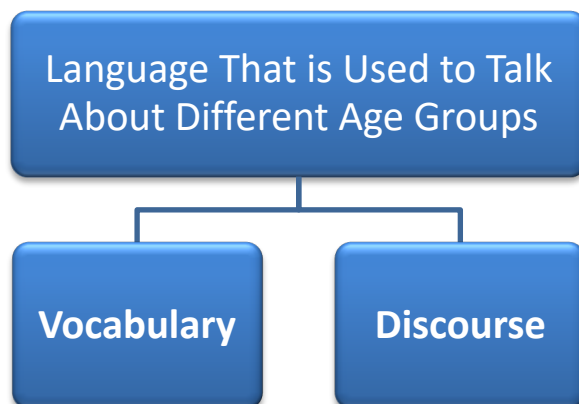 Language That is Used to Talk
About Different Age Groups
Vocabulary
Discourse